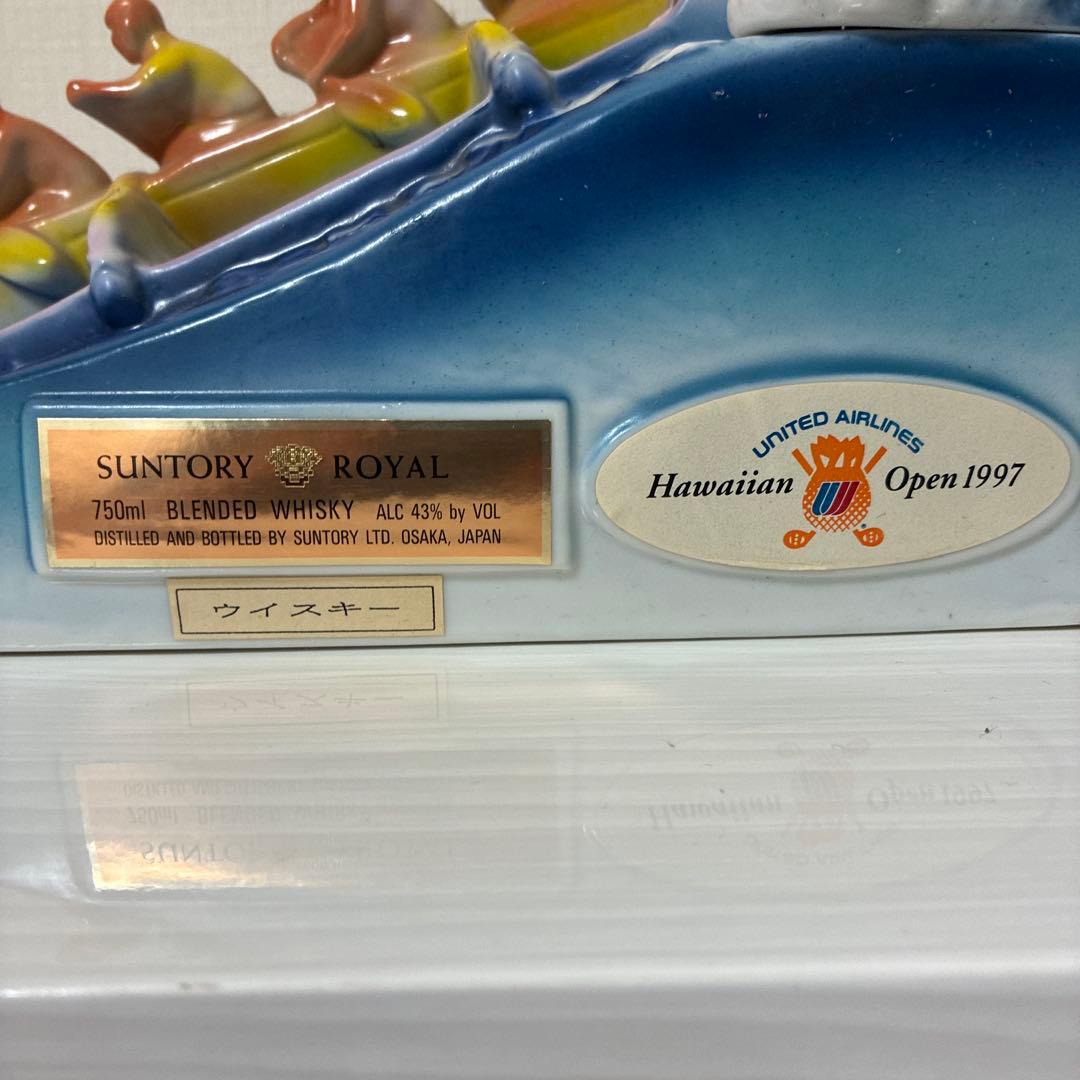 SUNTORY ROYAL
750ml BLENDED WHISKY ALC 43% by VOL
DISTILLED AND BOTTLED BY SUNTORY LTD. OSAKA, JAPAN
ウイスキー
UNITED AIRLINES
Hawaiian Open 1997